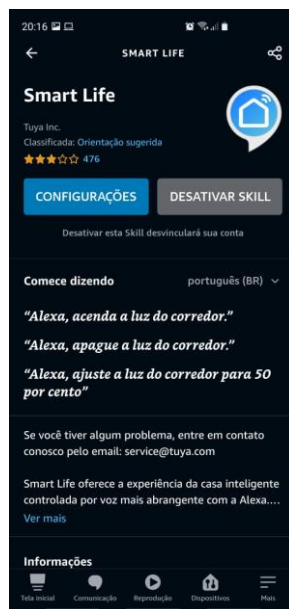 20:16
SMART LIFE
Smart Life
Tuya Inc.
Classificada: Orientação sugerida
476
CONFIGURAÇÕES
DESATIVAR SKILL
Desativar esta Skill desvinculará sua conta
Comece dizendo
português (BR)
“Alexa, acenda a luz do corredor.”
“Alexa, apague a luz do corredor.”
“Alexa, ajuste a luz do corredor para 50
por cento”
Se você tiver algum problema, entre em contato
conosco pelo email: service@tuya.com
Smart Life oferece a experiência da casa inteligente
controlada por voz mais abrangente com a Alexa....
Ver mais
Informações
Tela inicial
Comunicação
Reprodução
Dispositivos
Mais